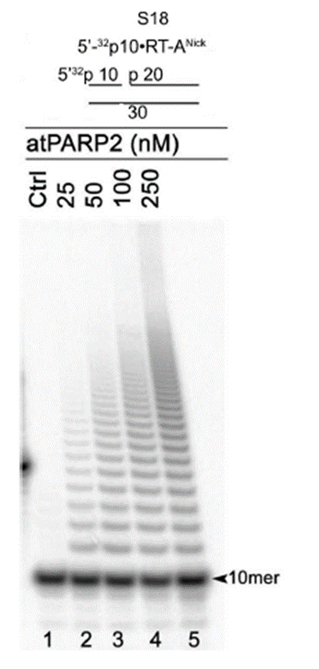 S18
5'-³²p10•RT-Aᴺⁱᶜᵏ
5'³²p 10 p 20
30
atPARP2 (nM)
Ctrl 25 50 100 250
◄10mer
1 2 3 4 5